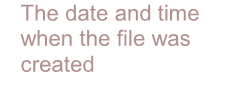 The date and time
when the file was
created